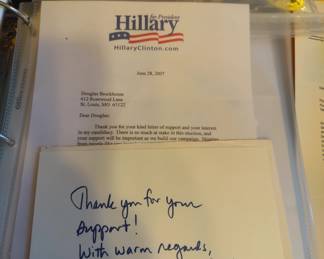 for President
Hillary
HillaryClinton.com
June 28, 2007
Douglas Brockhouse
412 Rosewood Lane
St. Louis, MO 63122
Dear Douglas:
Thank you for your kind letter of support and your interest
in my candidacy. There is so much at stake in this election, and
your support will be important as we build our campaign.
Thank you for your
support!
With warm regards,